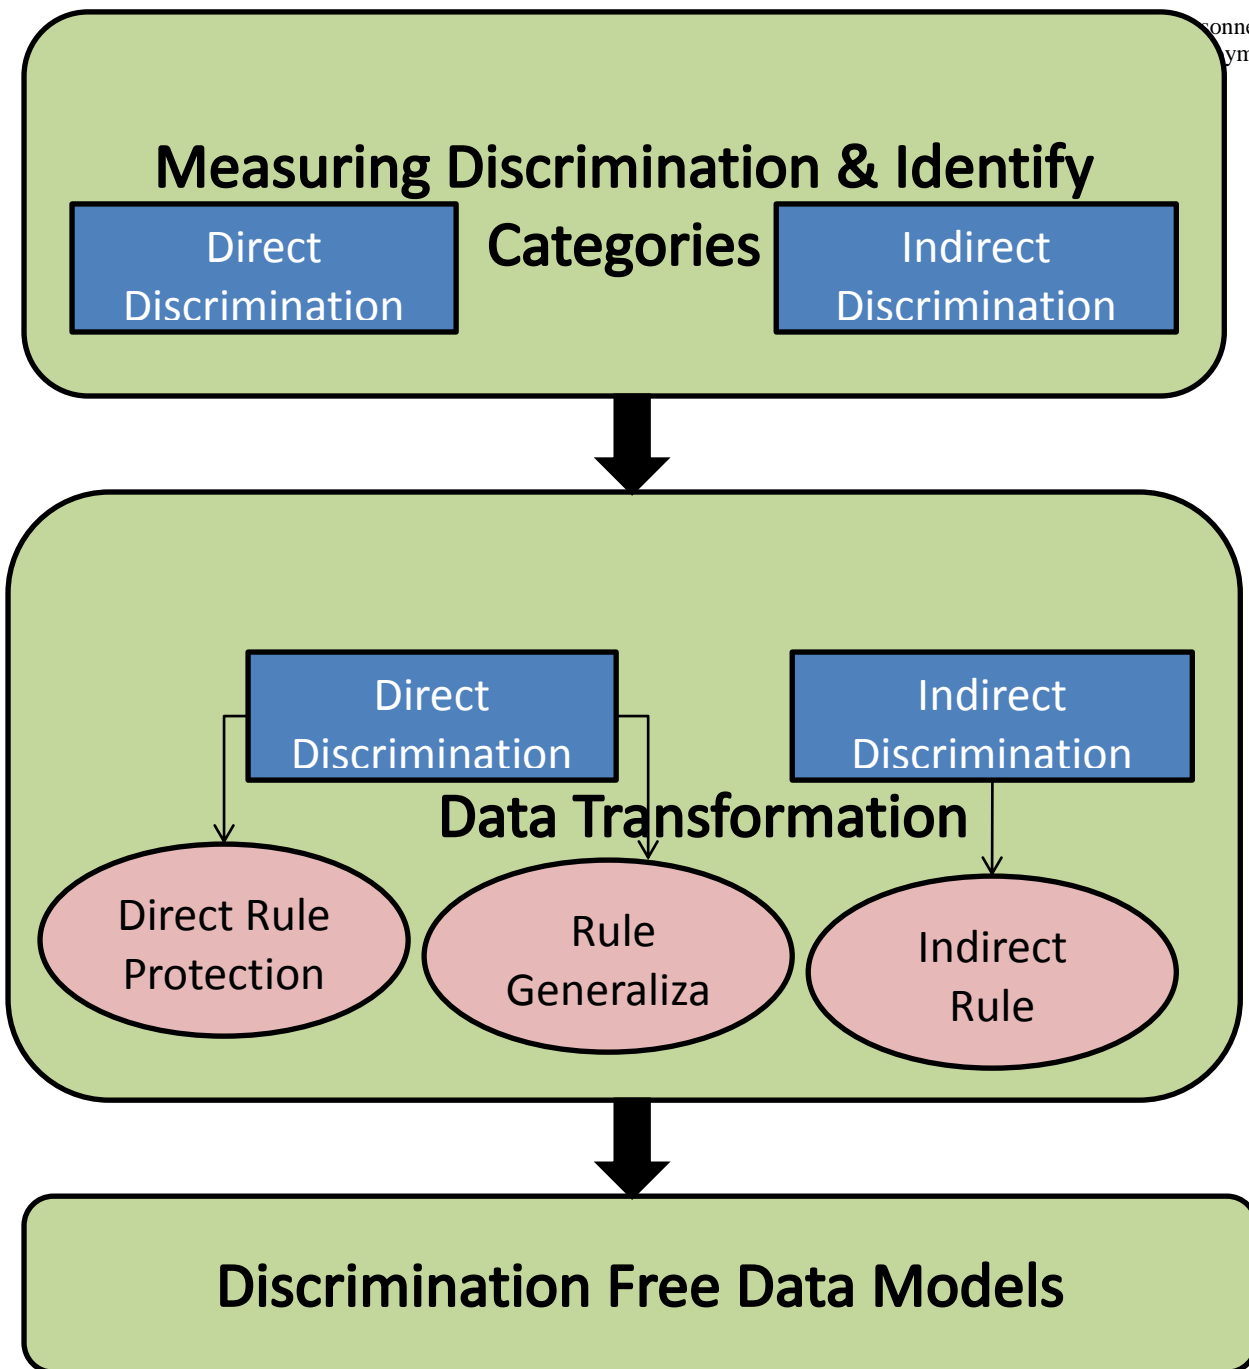 Measuring Discrimination & Identify
Categories
Direct
Discrimination
Indirect
Discrimination
Direct
Discrimination
Indirect
Discrimination
Data Transformation
Direct Rule
Protection
Rule
Generaliza
Indirect
Rule
Discrimination Free Data Models